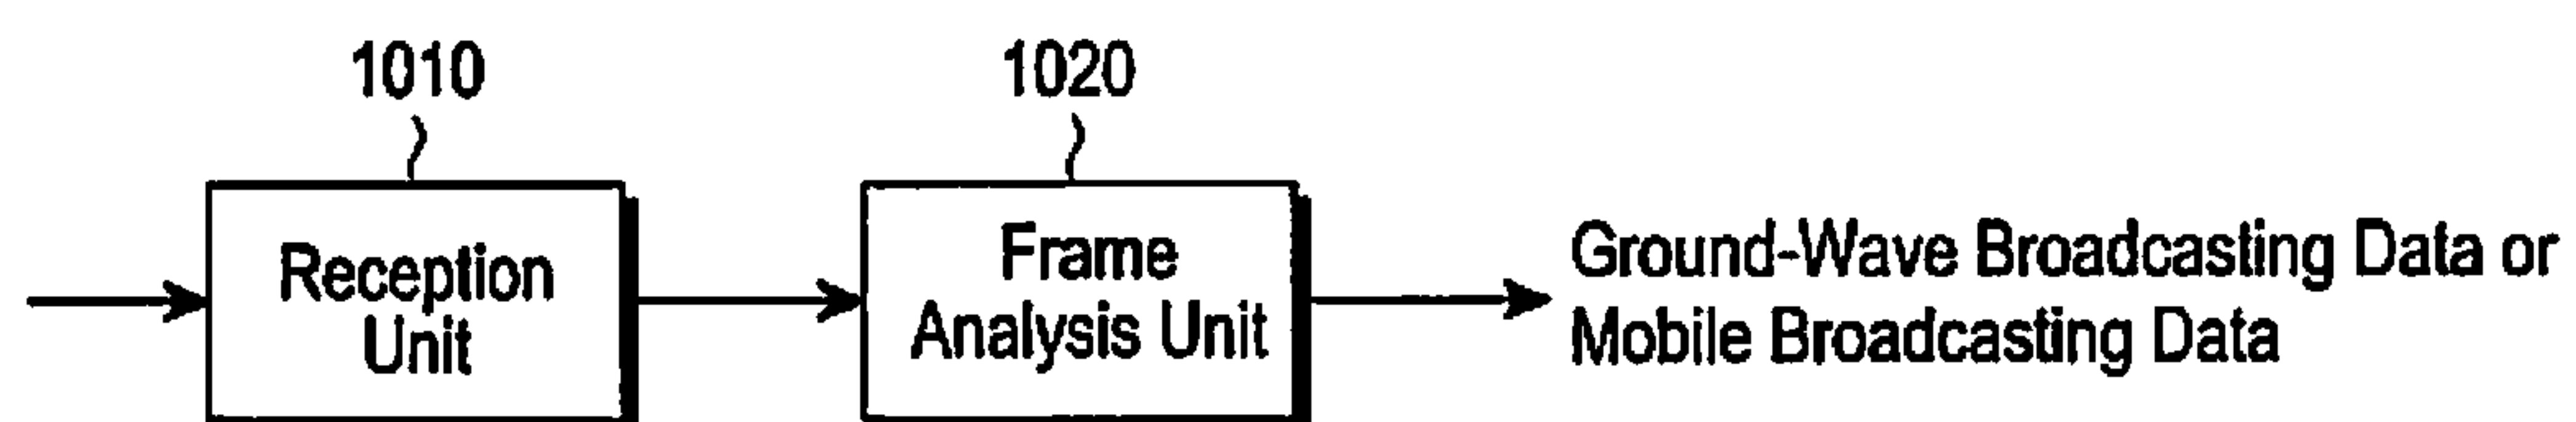 1010
1020
Reception
Unit
Frame
Analysis Unit
Ground-Wave Broadcasting Data or
Mobile Broadcasting Data